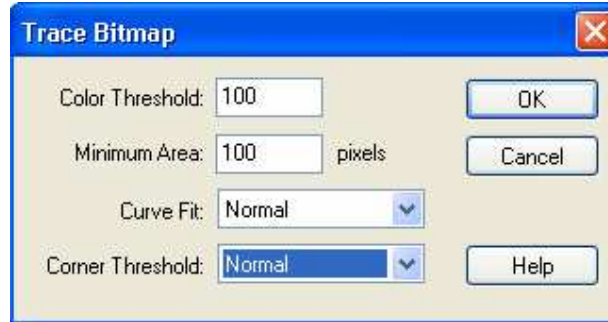 Trace Bitmap
Color Threshold: 100 OK
Minimum Area: 100 pixels Cancel
Curve Fit: Normal
Corner Threshold: Normal Help